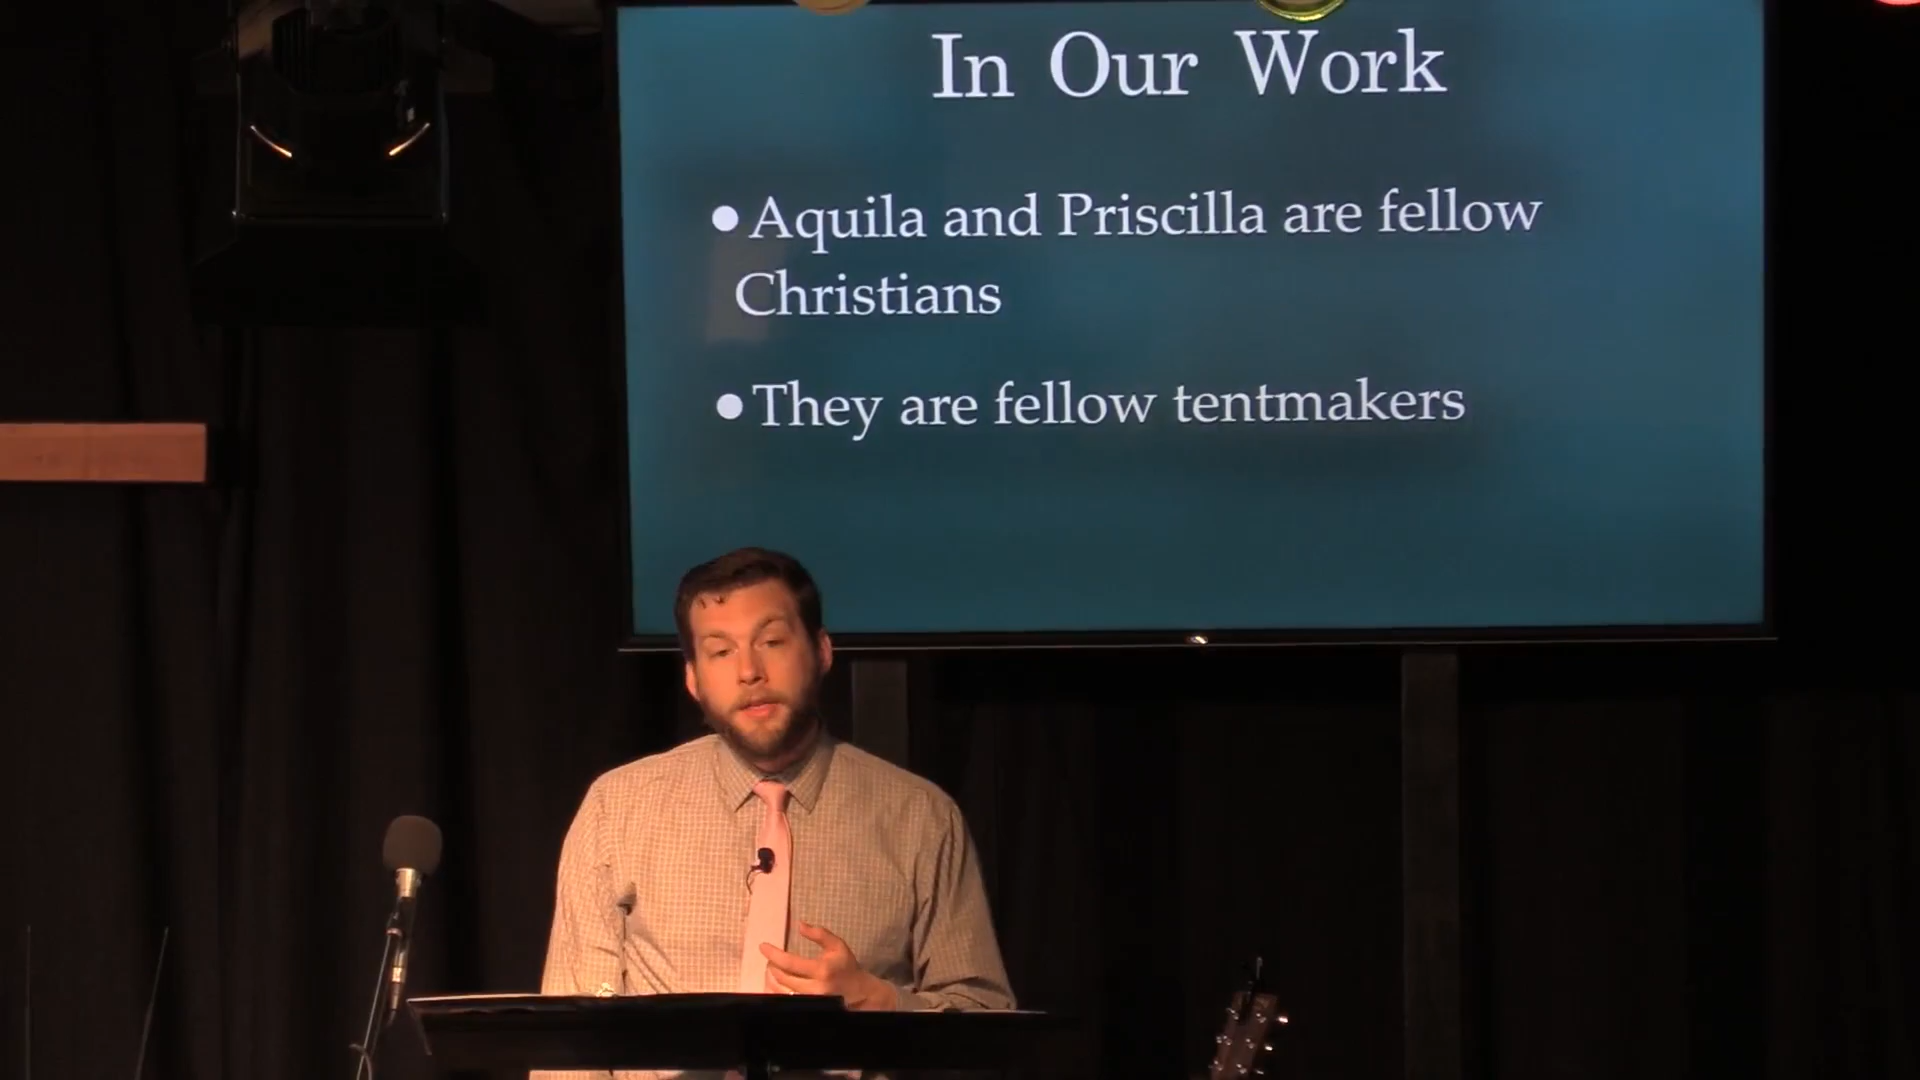 In Our Work
•Aquila and Priscilla are fellow
Christians
•They are fellow tentmakers